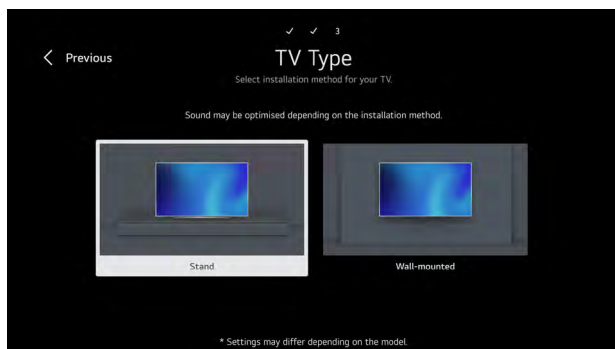 ✓ ✓ 3
Previous
TV Type
Select installation method for your TV.
Sound may be optimised depending on the installation method.
Stand
Wall-mounted
* Settings may differ depending on the model.